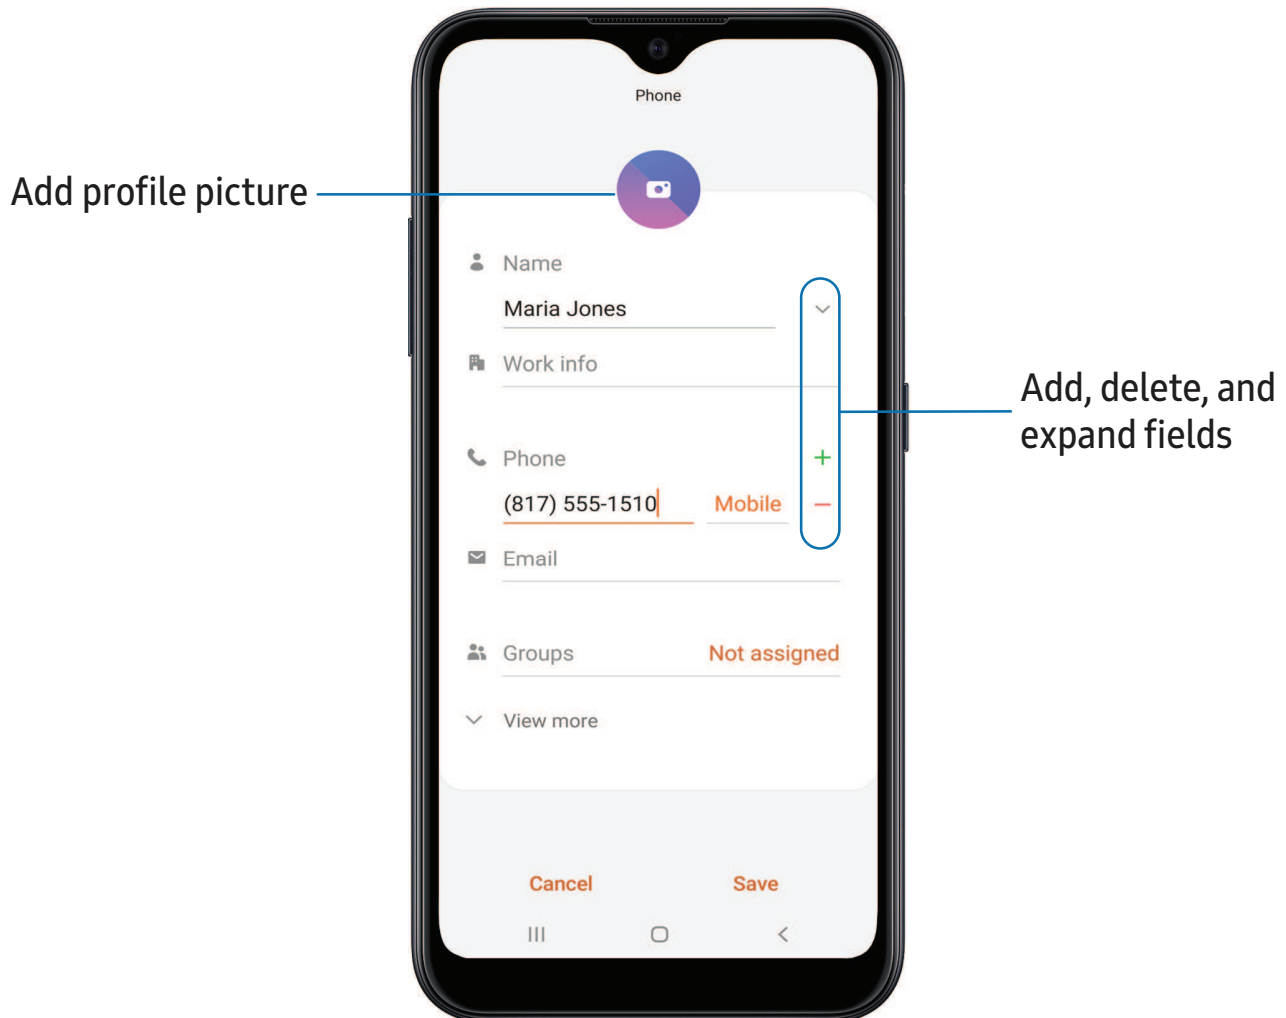 Phone
Add profile picture
Name
Maria Jones
Work info
Add, delete, and
expand fields
Phone
(817) 555-1510 Mobile
Email
Groups Not assigned
View more
Cancel Save